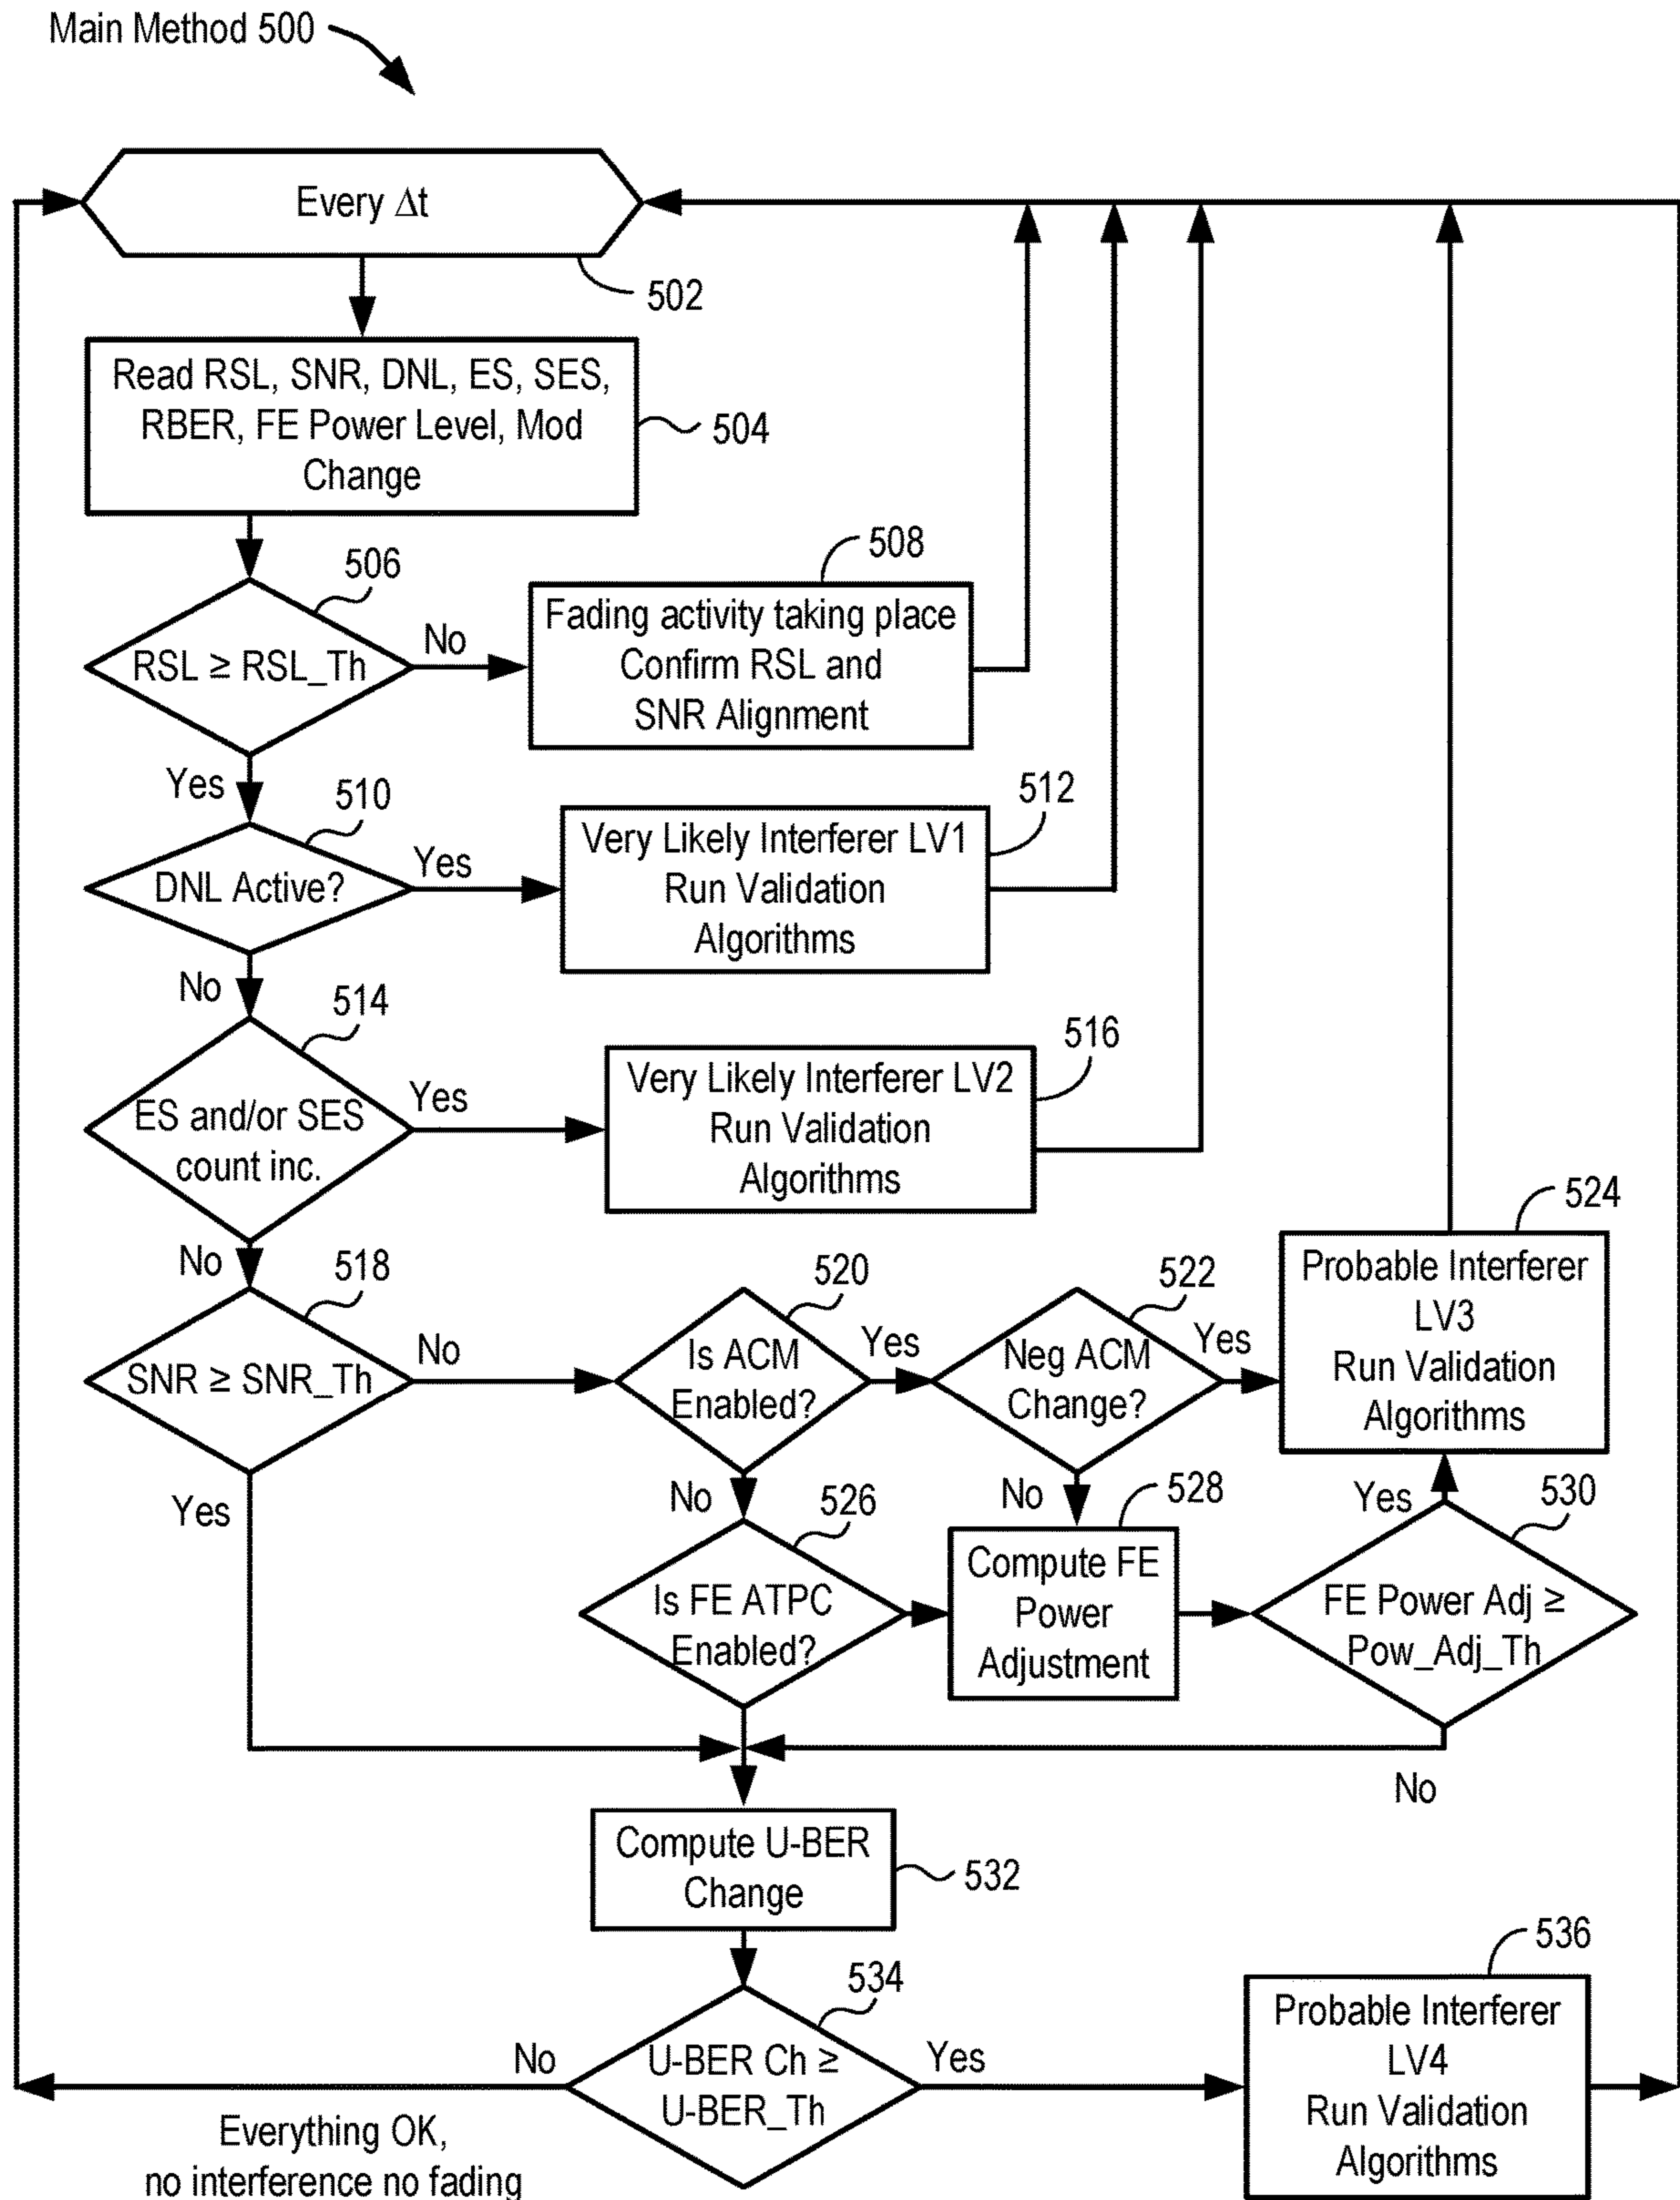 Main Method 500
Every Δt
502
Read RSL, SNR, DNL, ES, SES,
RBER, FE Power Level, Mod
Change
504
506
RSL ≥ RSL_Th
No
Yes
508
Fading activity taking place
Confirm RSL and
SNR Alignment
510
DNL Active?
Yes
No
512
Very Likely Interferer LV1
Run Validation
Algorithms
514
ES and/or SES
count inc.
Yes
No
516
Very Likely Interferer LV2
Run Validation
Algorithms
518
SNR ≥ SNR_Th
No
Yes
520
Is ACM
Enabled?
Yes
No
522
Neg ACM
Change?
Yes
No
524
Probable Interferer
LV3
Run Validation
Algorithms
526
Is FE ATPC
Enabled?
528
Compute FE
Power
Adjustment
530
FE Power Adj ≥
Pow_Adj_Th
Yes
No
Compute U-BER
Change
532
534
U-BER Ch ≥
U-BER_Th
No
Yes
Everything OK,
no interference no fading
536
Probable Interferer
LV4
Run Validation
Algorithms